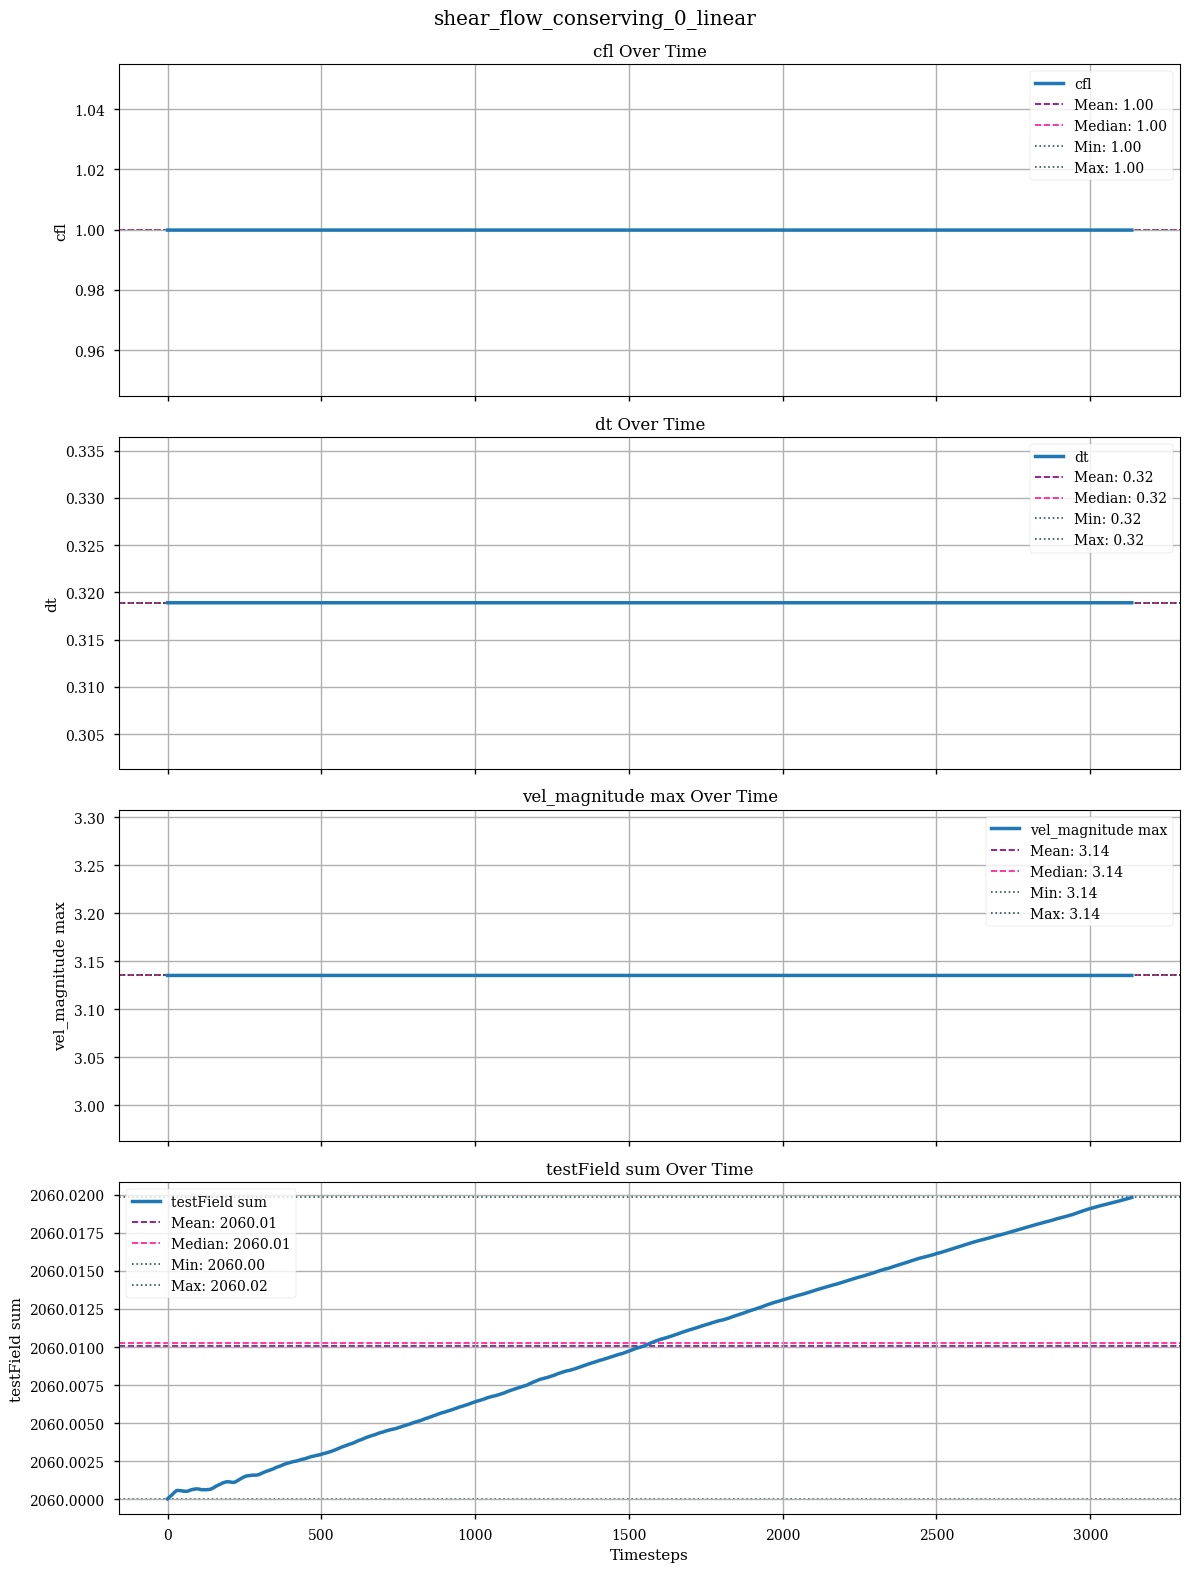 shear_flow_conserving_0_linear
cfl Over Time
1.04
1.02
1.00
0.98
0.96
cfl
cfl
Mean: 1.00
Median: 1.00
Min: 1.00
Max: 1.00
dt Over Time
0.335
0.330
0.325
0.320
0.315
0.310
0.305
dt
dt
Mean: 0.32
Median: 0.32
Min: 0.32
Max: 0.32
vel_magnitude max Over Time
3.30
3.25
3.20
3.15
3.10
3.05
3.00
vel_magnitude max
vel_magnitude max
Mean: 3.14
Median: 3.14
Min: 3.14
Max: 3.14
testField sum Over Time
2060.0200
2060.0175
2060.0150
2060.0125
2060.0100
2060.0075
2060.0050
2060.0025
2060.0000
testField sum
testField sum
Mean: 2060.01
Median: 2060.01
Min: 2060.00
Max: 2060.02
0 500 1000 1500 2000 2500 3000
Timesteps